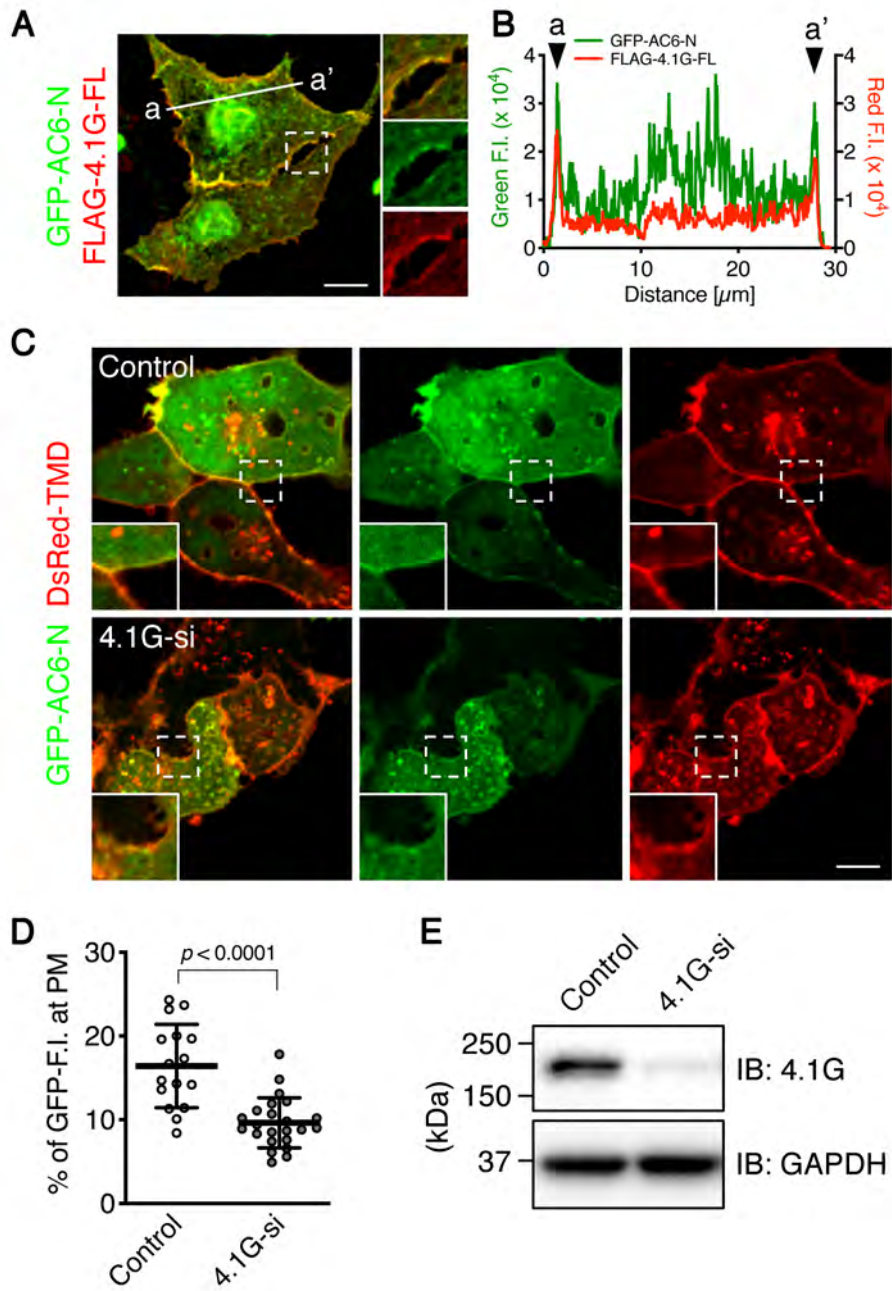 A
GFP-AC6-N
FLAG-4.1G-FL
a
a'
B
a
a'
GFP-AC6-N
FLAG-4.1G-FL
Green F.I. (x 10⁴)
4
3
2
1
0
Red F.I. (x 10⁴)
4
3
2
1
0
0
10
20
30
Distance [µm]
C
GFP-AC6-N DsRed-TMD
Control
4.1G-si
D
% of GFP-F.I. at PM
30
20
10
0
p < 0.0001
Control
4.1G-si
E
Control
4.1G-si
(kDa)
250
150
IB: 4.1G
37
IB: GAPDH